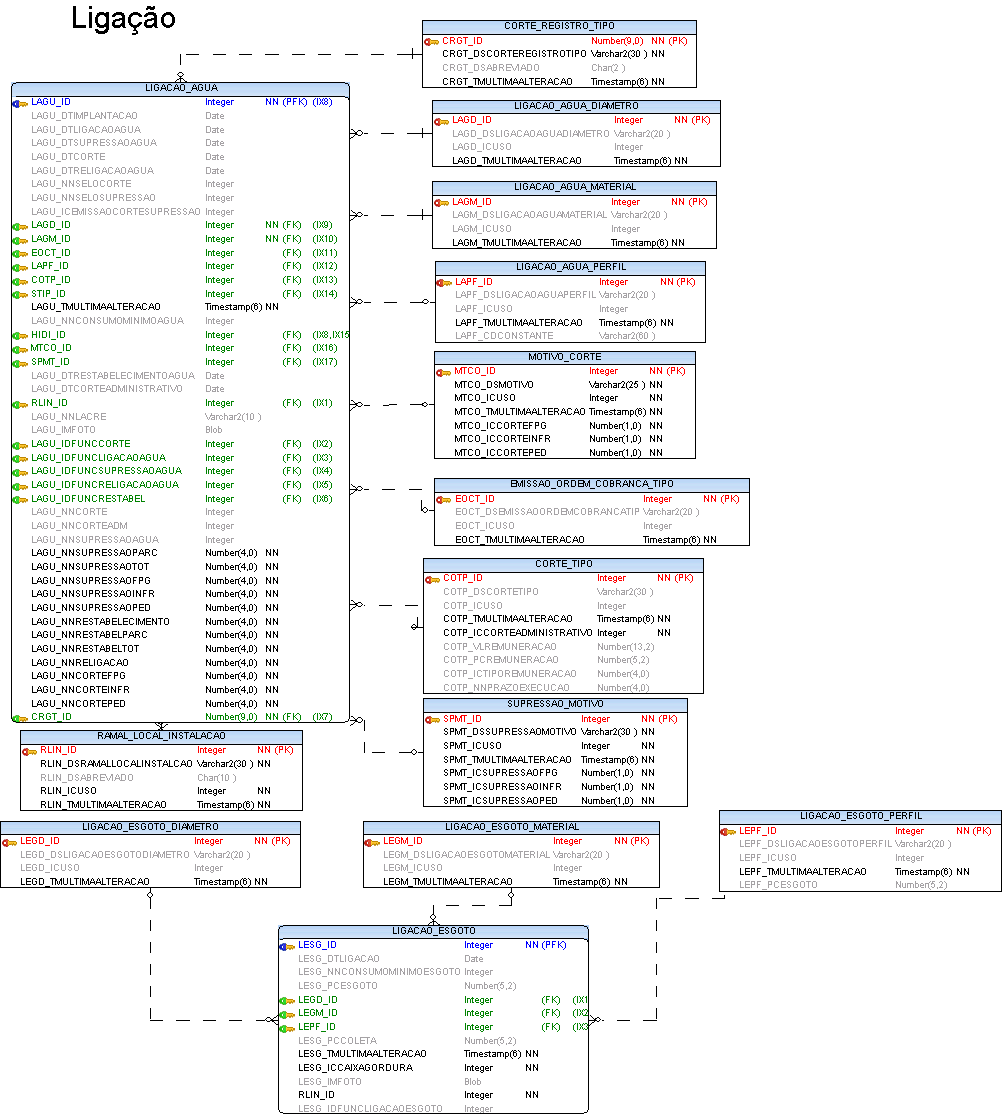 Ligação
CORTE_REGISTRO_TIPO
CRGT_ID Number(9,0) NN (PK)
CRGT_DSCORTEREGISTROTIPO Varchar2(30 ) NN
CRGT_DSABREVIADO Char(2 )
CRGT_TMULTIMAALTERACAO Timestamp(6) NN
LIGACAO_AGUA
LAGU_ID Integer NN (PFK) (IX8)
LAGU_DTIMPLANTACAO Date
LAGU_DTLIGACAOAGUA Date
LAGU_DTSUPRESSAOAGUA Date
LAGU_DTCORTE Date
LAGU_DTRELIGACAOAGUA Date
LAGU_NNSELOCORTE Integer
LAGU_NNSELOSUPRESSAO Integer
LAGU_ICEMISSAOCORTESUPRESSAO Integer
LAGD_ID Integer NN (FK) (IX9)
LAGM_ID Integer NN (FK) (IX10)
EOCT_ID Integer (FK) (IX11)
LAPF_ID Integer (FK) (IX12)
COTP_ID Integer (FK) (IX13)
STIP_ID Integer (FK) (IX14)
LAGU_TMULTIMAALTERACAO Timestamp(6) NN
LAGU_NNCONSUMOMINIMOAGUA Integer
HIDI_ID Integer (FK) (IX8,IX15
MTCO_ID Integer (FK) (IX16)
SPMT_ID Integer (FK) (IX17)
LAGU_DTRESTABELECIMENTOAGUA Date
LAGU_DTCORTEADMINISTRATIVO Date
RLIN_ID Integer (FK) (IX1)
LAGU_NNLACRE Varchar2(10 )
LAGU_IMFOTO Blob
LAGU_IDFUNCCORTE Integer (FK) (IX2)
LAGU_IDFUNCLIGACAOAGUA Integer (FK) (IX3)
LAGU_IDFUNCSUPRESSAOAGUA Integer (FK) (IX4)
LAGU_IDFUNCRELIGACAOAGUA Integer (FK) (IX5)
LAGU_IDFUNCRESTABEL Integer (FK) (IX6)
LAGU_NNCORTE Integer
LAGU_NNCORTEADM Integer
LAGU_NNSUPRESSAOAGUA Integer
LAGU_NNSUPRESSAOPARC Number(4,0) NN
LAGU_NNSUPRESSAOTOT Number(4,0) NN
LAGU_NNSUPRESSAOFPG Number(4,0) NN
LAGU_NNSUPRESSAOINFR Number(4,0) NN
LAGU_NNSUPRESSAOPED Number(4,0) NN
LAGU_NNRESTABELECIMENTO Number(4,0) NN
LAGU_NNRESTABELPARC Number(4,0) NN
LAGU_NNRESTABELTOT Number(4,0) NN
LAGU_NNRELIGACAO Number(4,0) NN
LAGU_NNCORTEFPG Number(4,0) NN
LAGU_NNCORTEINFR Number(4,0) NN
LAGU_NNCORTEPED Number(4,0) NN
CRGT_ID Number(9,0) NN (FK) (IX7)
LIGACAO_AGUA_DIAMETRO
LAGD_ID Integer NN (PK)
LAGD_DSLIGACAOAGUADIAMETRO Varchar2(20 )
LAGD_ICUSO Integer
LAGD_TMULTIMAALTERACAO Timestamp(6) NN
LIGACAO_AGUA_MATERIAL
LAGM_ID Integer NN (PK)
LAGM_DSLIGACAOAGUAMATERIAL Varchar2(20 )
LAGM_ICUSO Integer
LAGM_TMULTIMAALTERACAO Timestamp(6) NN
LIGACAO_AGUA_PERFIL
LAPF_ID Integer NN (PK)
LAPF_DSLIGACAOAGUAPERFIL Varchar2(20 )
LAPF_ICUSO Integer
LAPF_TMULTIMAALTERACAO Timestamp(6) NN
LAPF_CDCONSTANTE Varchar2(60 )
MOTIVO_CORTE
MTCO_ID Integer NN (PK)
MTCO_DSMOTIVO Varchar2(25 ) NN
MTCO_ICUSO Integer NN
MTCO_TMULTIMAALTERACAO Timestamp(6) NN
MTCO_ICCORTEFPG Number(1,0) NN
MTCO_ICCORTEINFR Number(1,0) NN
MTCO_ICCORTEPED Number(1,0) NN
EMISSAO_ORDEM_COBRANCA_TIPO
EOCT_ID Integer NN (PK)
EOCT_DSEMISSAOORDEMCOBRANCATIP Varchar2(20 )
EOCT_ICUSO Integer
EOCT_TMULTIMAALTERACAO Timestamp(6) NN
CORTE_TIPO
COTP_ID Integer NN (PK)
COTP_DSCORTETIPO Varchar2(30 )
COTP_ICUSO Integer
COTP_TMULTIMAALTERACAO Timestamp(6) NN
COTP_ICCORTEADMINISTRATIVO Integer NN
COTP_VLREMUNERACAO Number(13,2)
COTP_PCREMUNERACAO Number(5,2)
COTP_ICTIPOREMUNERACAO Number(4,0)
COTP_NNPRAZOEXECUCAO Number(4,0)
SUPRESSAO_MOTIVO
SPMT_ID Integer NN (PK)
SPMT_DSSUPRESSAOMOTIVO Varchar2(30 ) NN
SPMT_ICUSO Integer NN
SPMT_TMULTIMAALTERACAO Timestamp(6) NN
SPMT_ICSUPRESSAOFPG Number(1,0) NN
SPMT_ICSUPRESSAOINFR Number(1,0) NN
SPMT_ICSUPRESSAOPED Number(1,0) NN
RAMAL_LOCAL_INSTALACAO
RLIN_ID Integer NN (PK)
RLIN_DSRAMALLOCALINSTALCAO Varchar2(30 ) NN
RLIN_DSABREVIADO Char(10 )
RLIN_ICUSO Integer NN
RLIN_TMULTIMAALTERACAO Timestamp(6) NN
LIGACAO_ESGOTO_DIAMETRO
LEGD_ID Integer NN (PK)
LEGD_DSLIGACAOESGOTODIAMETRO Varchar2(20 )
LEGD_ICUSO Integer
LEGD_TMULTIMAALTERACAO Timestamp(6) NN
LIGACAO_ESGOTO_MATERIAL
LEGM_ID Integer NN (PK)
LEGM_DSLIGACAOESGOTOMATERIAL Varchar2(20 )
LEGM_ICUSO Integer
LEGM_TMULTIMAALTERACAO Timestamp(6) NN
LIGACAO_ESGOTO_PERFIL
LEPF_ID Integer NN (PK)
LEPF_DSLIGACAOESGOTOPERFIL Varchar2(20 )
LEPF_ICUSO Integer
LEPF_TMULTIMAALTERACAO Timestamp(6) NN
LEPF_PCESGOTO Number(5,2)
LIGACAO_ESGOTO
LESG_ID Integer NN (PFK)
LESG_DTLIGACAO Date
LESG_NNCONSUMOMINIMOESGOTO Integer
LESG_PCESGOTO Number(5,2)
LEGD_ID Integer (FK) (IX1
LEGM_ID Integer (FK) (IX2
LEPF_ID Integer (FK) (IX3
LESG_PCCOLETA Number(5,2)
LESG_TMULTIMAALTERACAO Timestamp(6) NN
LESG_ICCAIXAGORDURA Integer NN
LESG_IMFOTO Blob
RLIN_ID Integer NN
LESG_IDFUNCLIGACAOESGOTO Integer